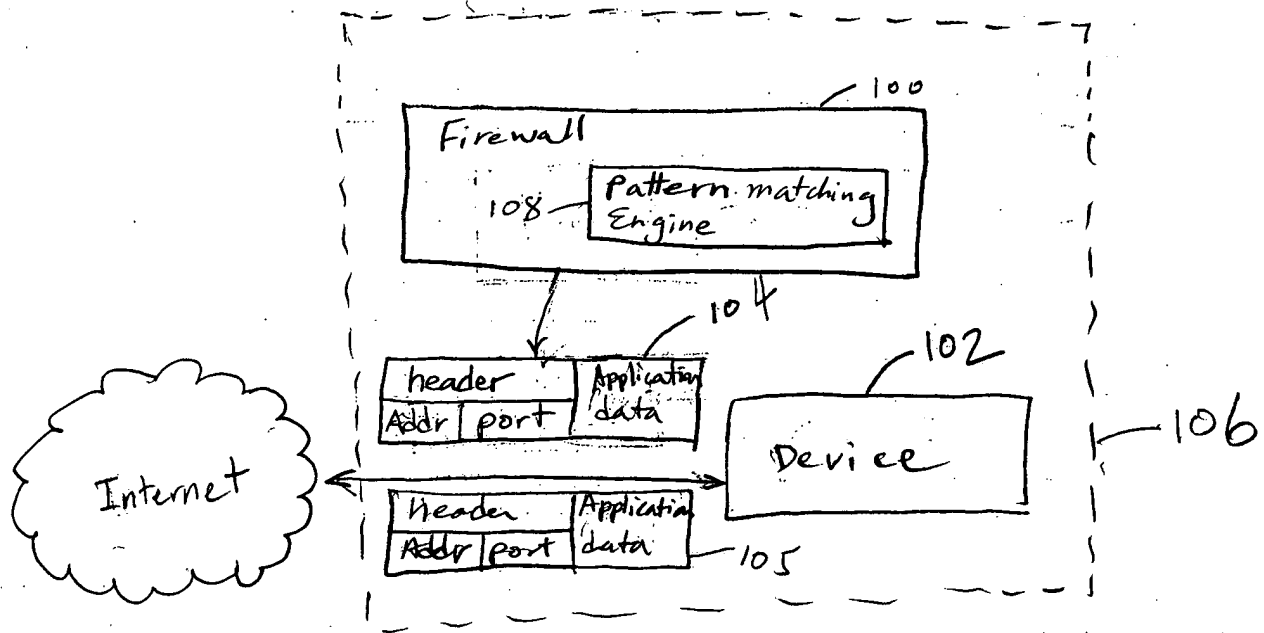 100
Firewall
Pattern matching
108
Engine
104
header
Application
data
Addr
port
102
Device
106
Internet
Header
Application
data
Addr
port
105